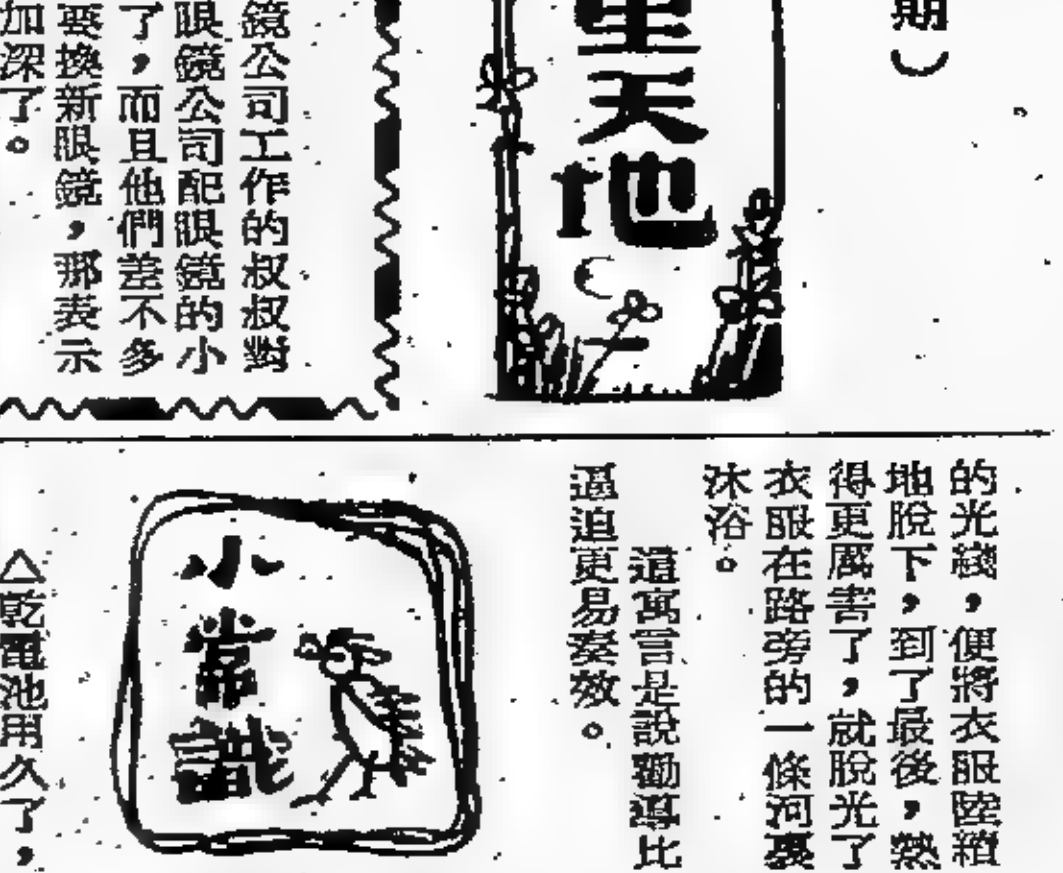 期）
天地
鏡公司工作的叔叔對
眼鏡公司配眼鏡的小
了，而且他們差不多
要換新眼鏡，那表示
加深了。
的光綫，便將衣服陸續
地脫下，到了最後，熱
得更厲害了，就脫光了
衣服在路旁的一條河裏
沐浴。
這寓言是說勸導比
逼迫更易奏效。
小常識
△乾電池用久了，